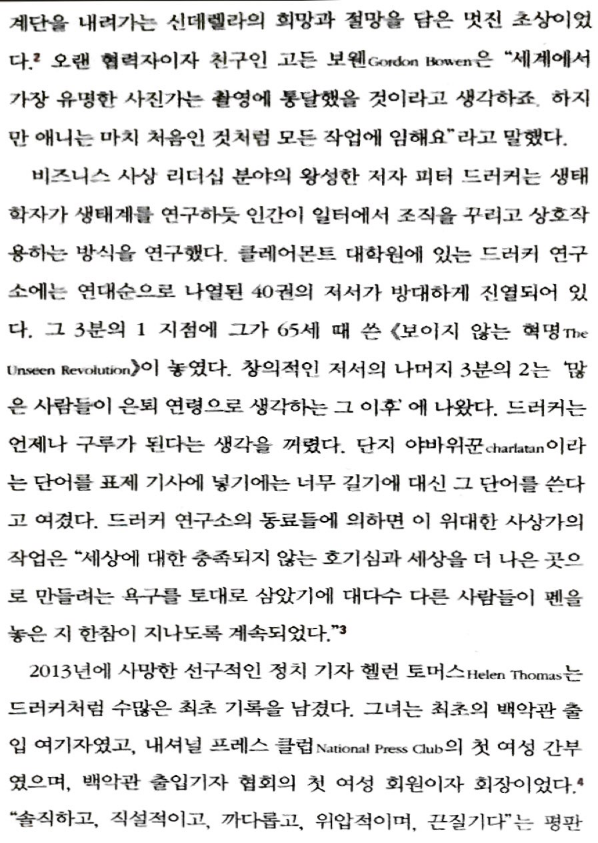 계단을 내려가는 신데렐라의 희망과 절망을 담은 멋진 초상이었
다.² 오랜 협력자이자 친구인 고든 보웬Gordon Bowen은 “세계에서
가장 유명한 사진가는 촬영에 통달했을 것이라고 생각하죠. 하지
만 애니는 마치 처음인 것처럼 모든 작업에 임해요”라고 말했다.
비즈니스 사상 리더십 분야의 왕성한 저자 피터 드러커는 생태
학자가 생태계를 연구하듯 인간이 일터에서 조직을 꾸리고 상호작
용하는 방식을 연구했다. 클레어몬트 대학원에 있는 드러커 연구
소에는 연대순으로 나열된 40권의 저서가 방대하게 진열되어 있
다. 그 3분의 1 지점에 그가 65세 때 쓴 《보이지 않는 혁명The
Unseen Revolution》이 놓였다. 창의적인 저서의 나머지 3분의 2는 ‘많
은 사람들이 은퇴 연령으로 생각하는 그 이후’에 나왔다. 드러커는
언제나 구루가 된다는 생각을 꺼렸다. 단지 야바위꾼charlatan이라
는 단어를 표제 기사에 넣기에는 너무 길기에 대신 그 단어를 쓴다
고 여겼다. 드러커 연구소의 동료들에 의하면 이 위대한 사상가의
작업은 “세상에 대한 충족되지 않는 호기심과 세상을 더 나은 곳으
로 만들려는 욕구를 토대로 삼았기에 대다수 다른 사람들이 펜을
놓은 지 한참이 지나도록 계속되었다.”³
2013년에 사망한 선구적인 정치 기자 헬런 토머스Helen Thomas는
드러커처럼 수많은 최초 기록을 남겼다. 그녀는 최초의 백악관 출
입 여기자였고, 내셔널 프레스 클럽National Press Club의 첫 여성 간부
였으며, 백악관 출입기자 협회의 첫 여성 회원이자 회장이었다.⁴
“솔직하고, 직설적이고, 까다롭고, 위압적이며, 끈질기다”는 평판